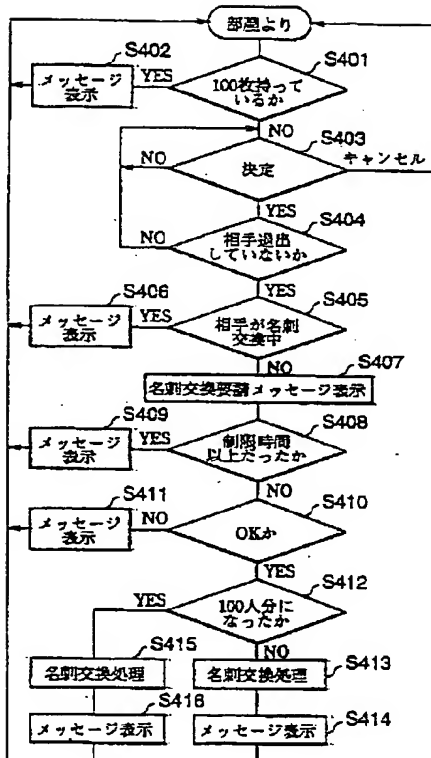 部屋より
S402
S401
メッセージ
表示
YES
100枚持って
いるか
NO
S403
NO
決定
キャンセル
YES
S404
NO
相手退出
していないか
S406
YES
S405
メッセージ
表示
YES
相手が名刺
交換中
NO
S407
名刺交換要請メッセージ表示
S409
S408
メッセージ
表示
YES
制限時間
以上だったか
S411
NO
S410
メッセージ
表示
NO
OKか
YES
S412
YES
100人分に
なったか
S415
NO
S413
名刺交換処理
名刺交換処理
S416
S414
メッセージ表示
メッセージ表示